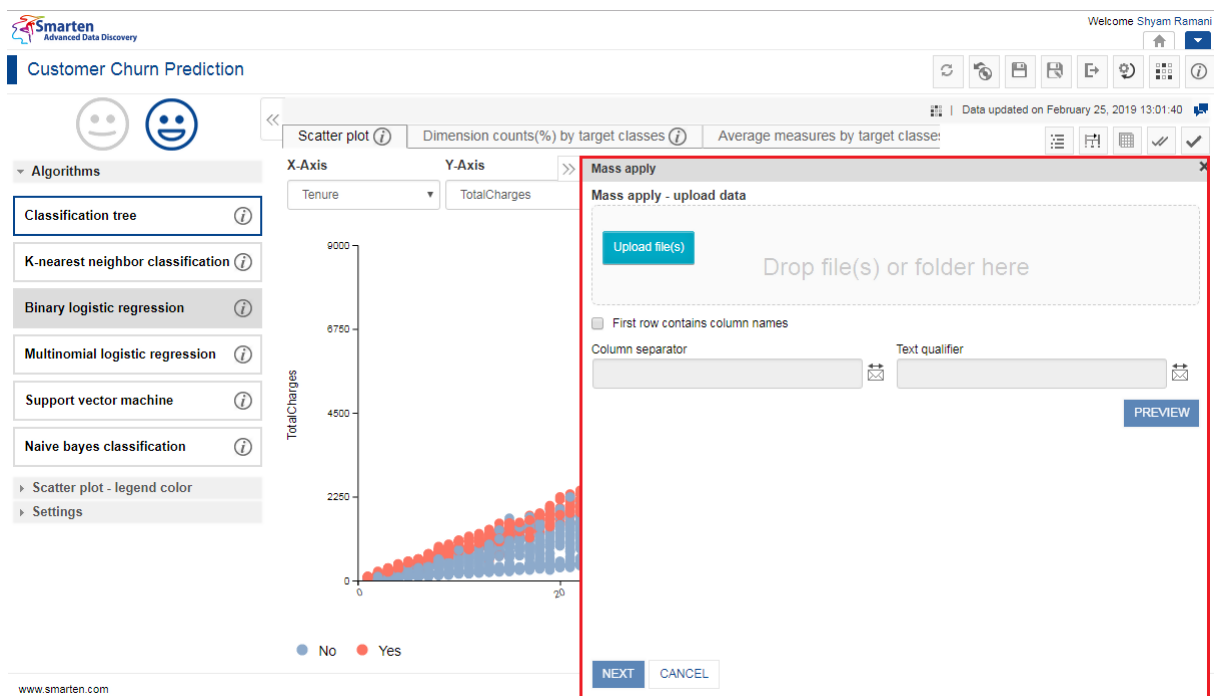 Smarten
Advanced Data Discovery
Welcome Shyam Ramani
Customer Churn Prediction
Data updated on February 25, 2019 13:01:40
Scatter plot
Dimension counts(%) by target classes
Average measures by target classes
Algorithms
Classification tree
K-nearest neighbor classification
Binary logistic regression
Multinomial logistic regression
Support vector machine
Naive bayes classification
Scatter plot - legend color
Settings
X-Axis
Y-Axis
Tenure
TotalCharges
9000
6750
4500
2250
0
TotalCharges
0
20
No
Yes
Mass apply
Mass apply - upload data
Upload file(s)
Drop file(s) or folder here
First row contains column names
Column separator
Text qualifier
PREVIEW
NEXT
CANCEL
www.smarten.com